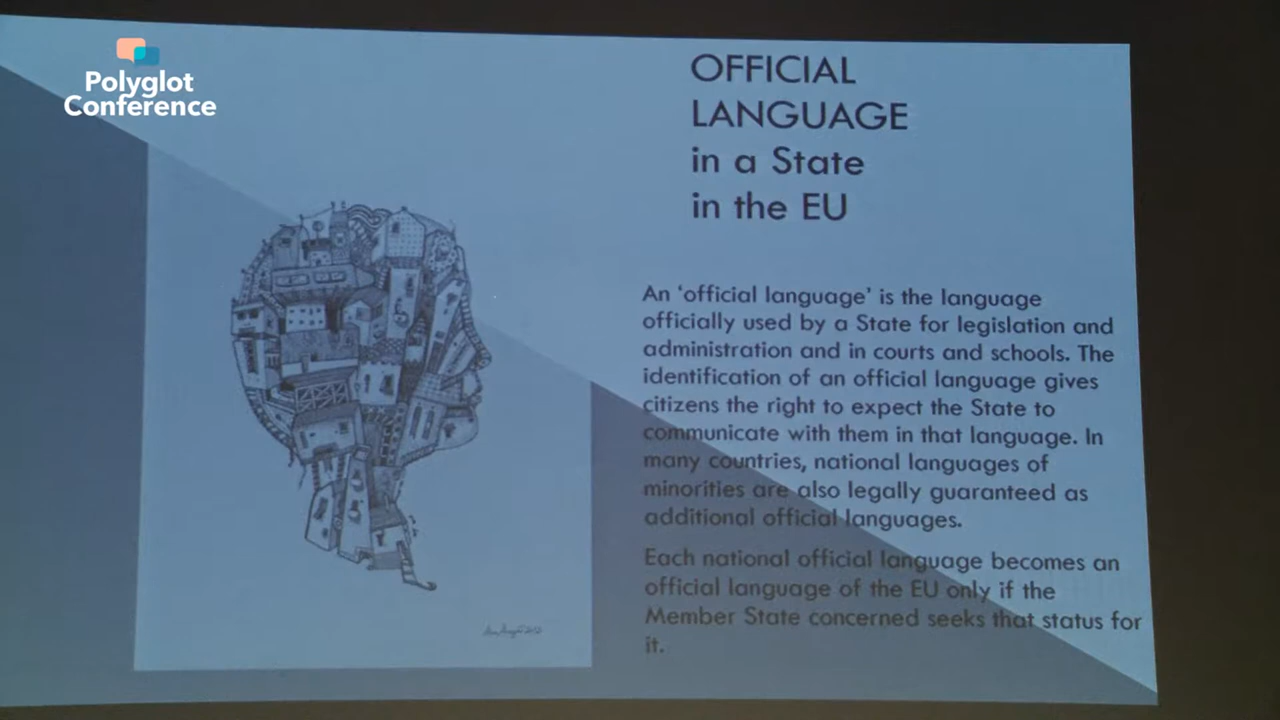 Polyglot
Conference
OFFICIAL
LANGUAGE
in a State
in the EU
An ‘official language’ is the language
officially used by a State for legislation and
administration and in courts and schools. The
identification of an official language gives
citizens the right to expect the State to
communicate with them in that language. In
many countries, national languages of
minorities are also legally guaranteed as
additional official languages.
Each national official language becomes an
official language of the EU only if the
Member State concerned seeks that status for
it.